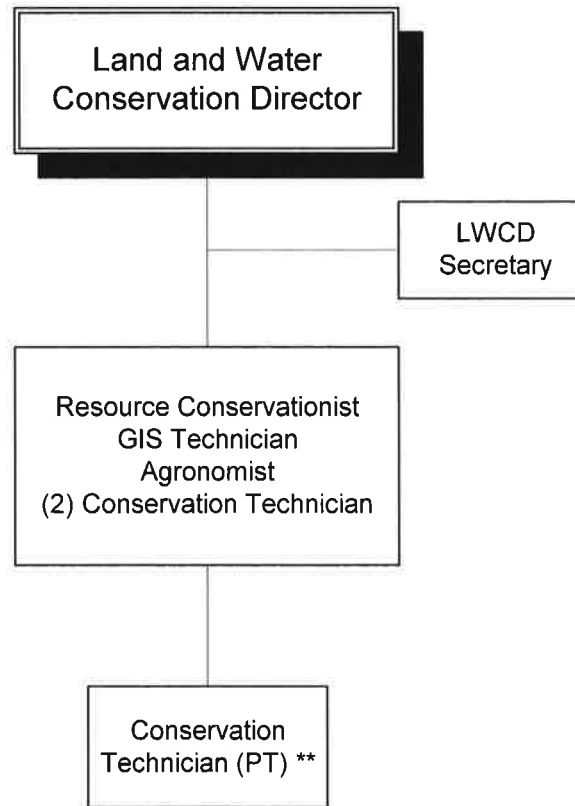 Land and Water
Conservation Director
LWCD
Secretary
Resource Conservationist
GIS Technician
Agronomist
(2) Conservation Technician
Conservation
Technician (PT) **